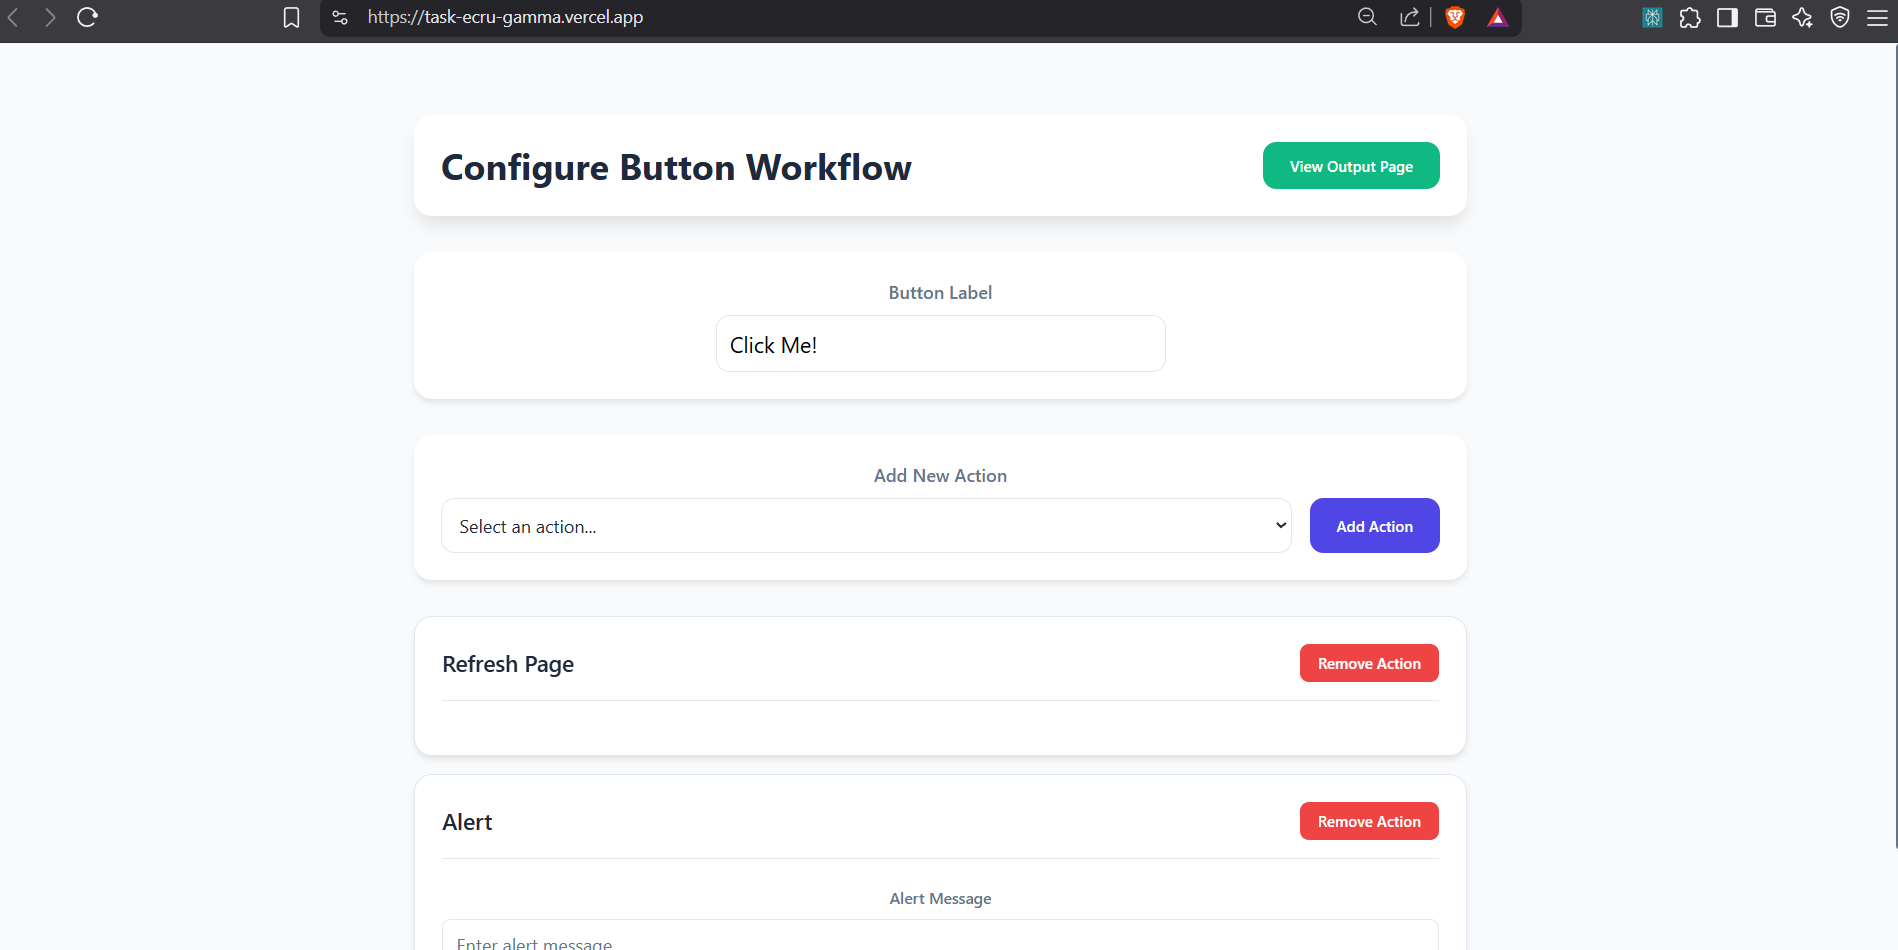 https://task-ecru-gamma.vercel.app
Configure Button Workflow
View Output Page
Button Label
Click Me!
Add New Action
Select an action...
Add Action
Refresh Page
Remove Action
Alert
Remove Action
Alert Message
Enter alert message